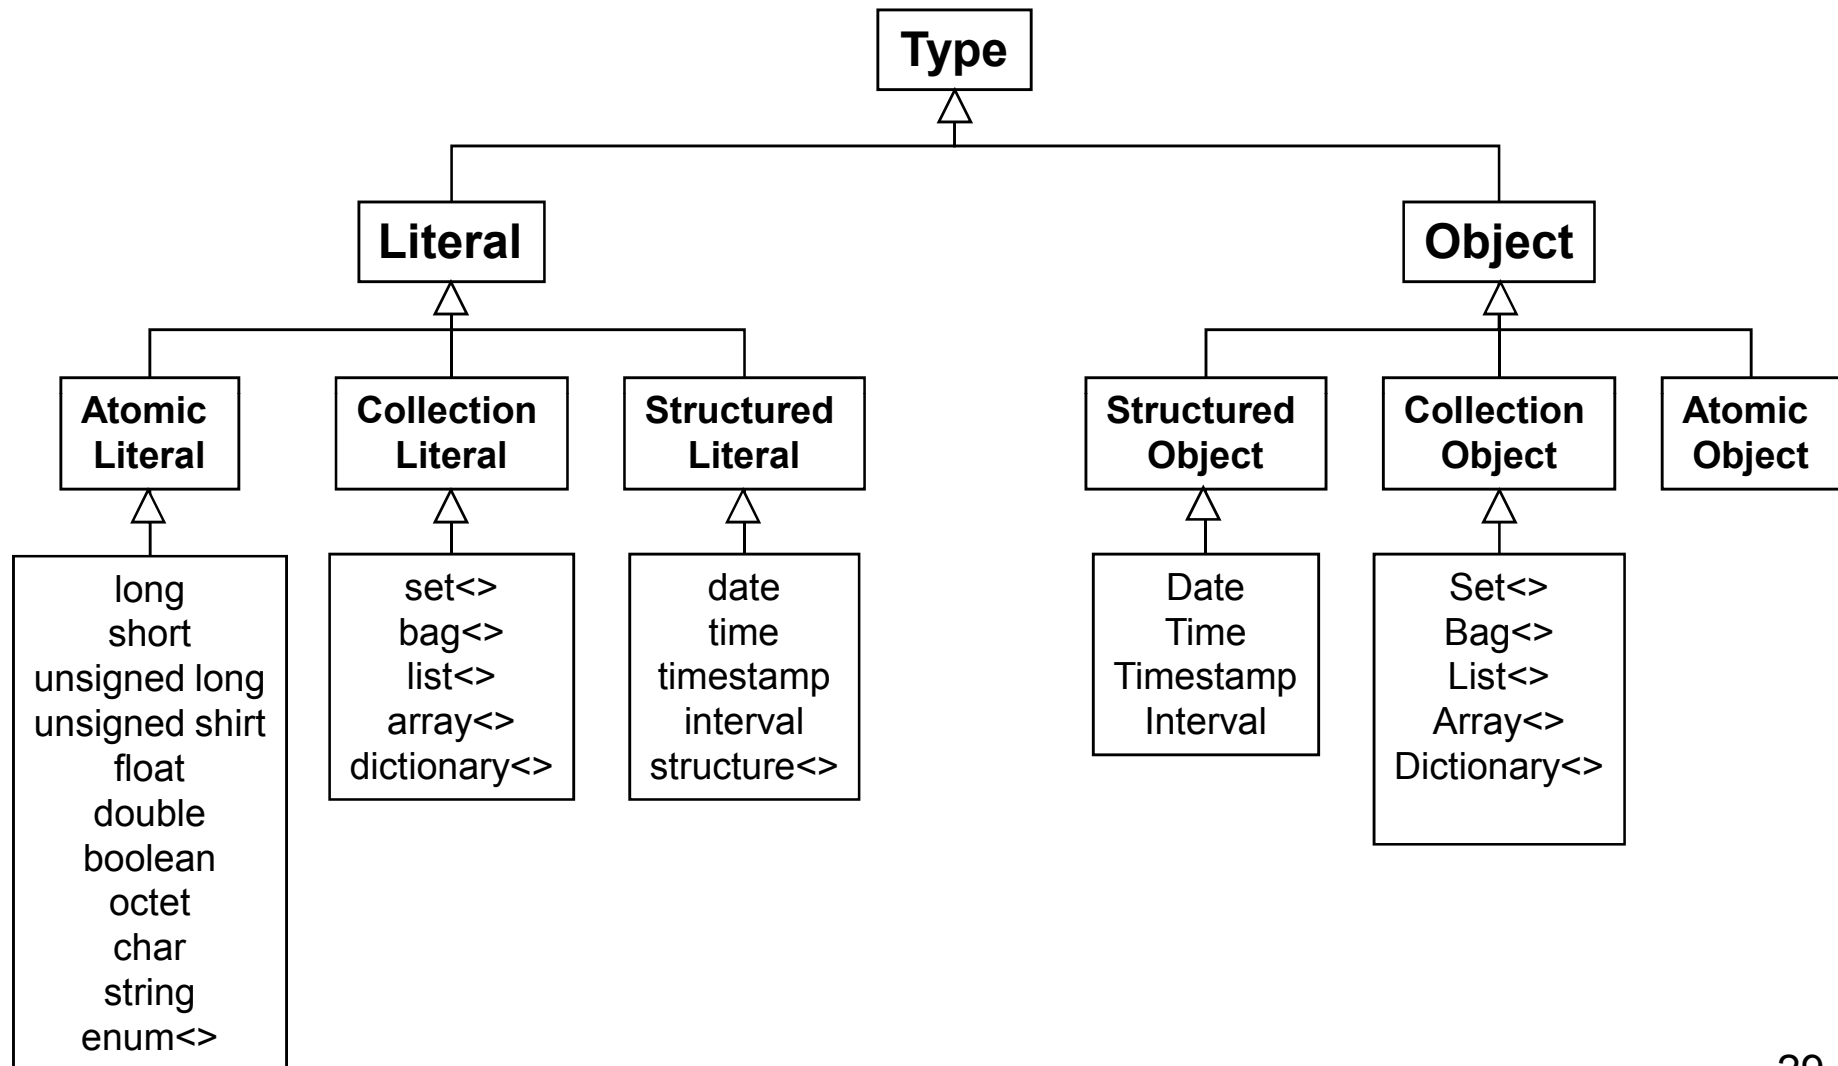 Type
Literal
Object
Atomic
Literal
Collection
Literal
Structured
Literal
Structured
Object
Collection
Object
Atomic
Object
long
short
unsigned long
unsigned shirt
float
double
boolean
octet
char
string
enum<>
set<>
bag<>
list<>
array<>
dictionary<>
date
time
timestamp
interval
structure<>
Date
Time
Timestamp
Interval
Set<>
Bag<>
List<>
Array<>
Dictionary<>